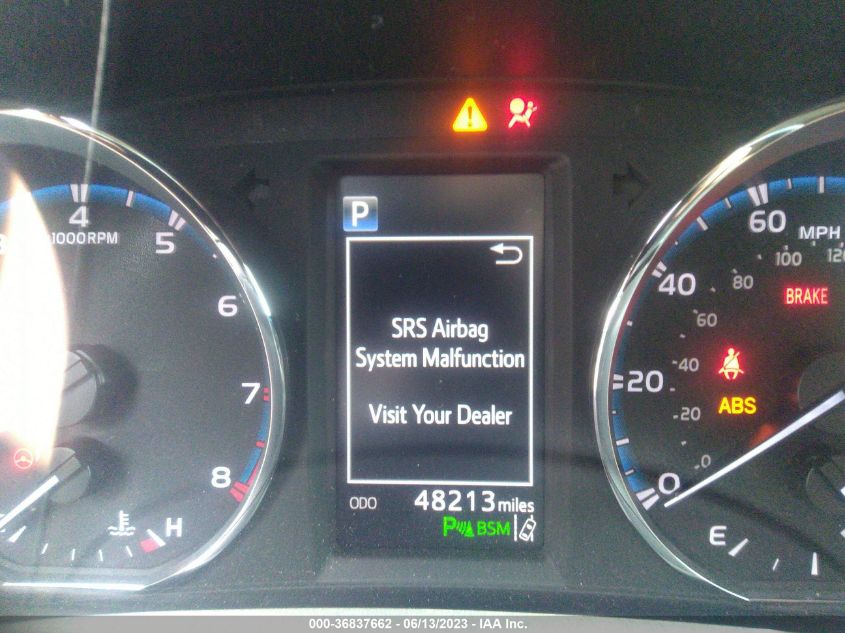 P
SRS Airbag
System Malfunction
Visit Your Dealer
ODO 48213 miles
P BSM
4
1000RPM
5
6
7
8
H
60
MPH
40
20
0
100
80
60
40
20
0
BRAKE
ABS
E
000-36837662 - 06/13/2023 - IAA Inc.